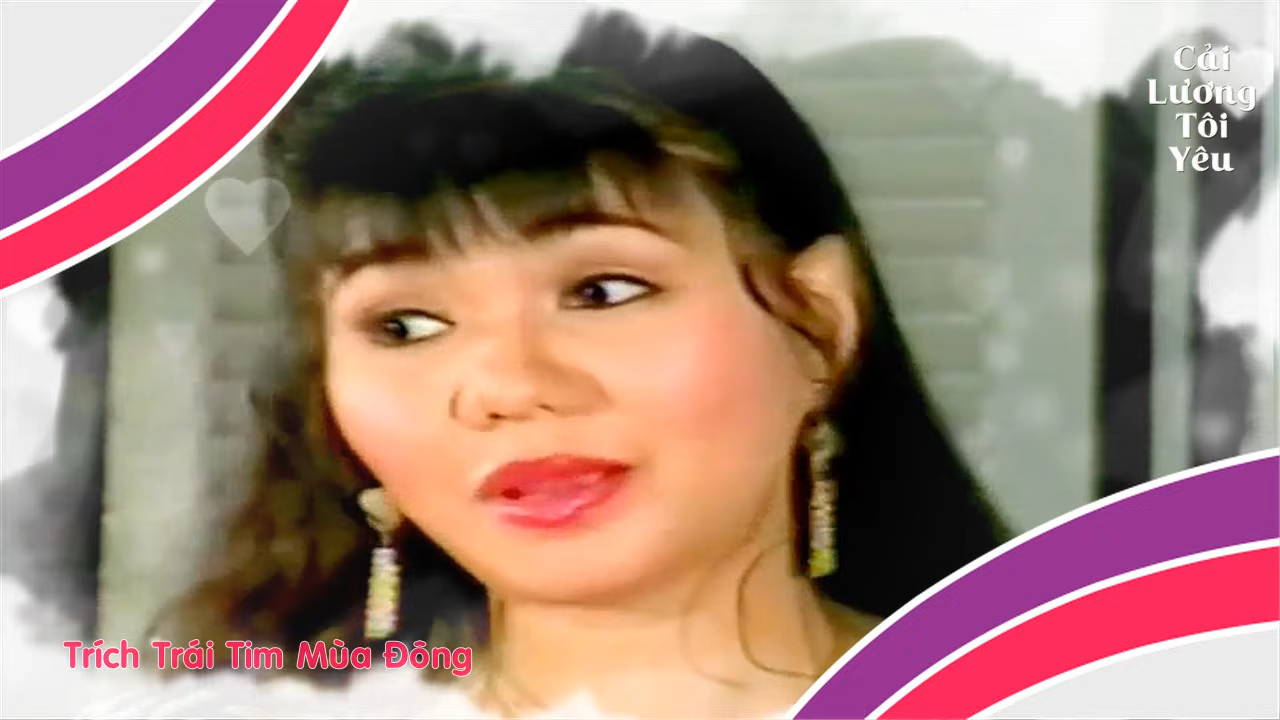 Cải
Lương
Tôi
Yêu
Trích Trái Tim Mùa Đông